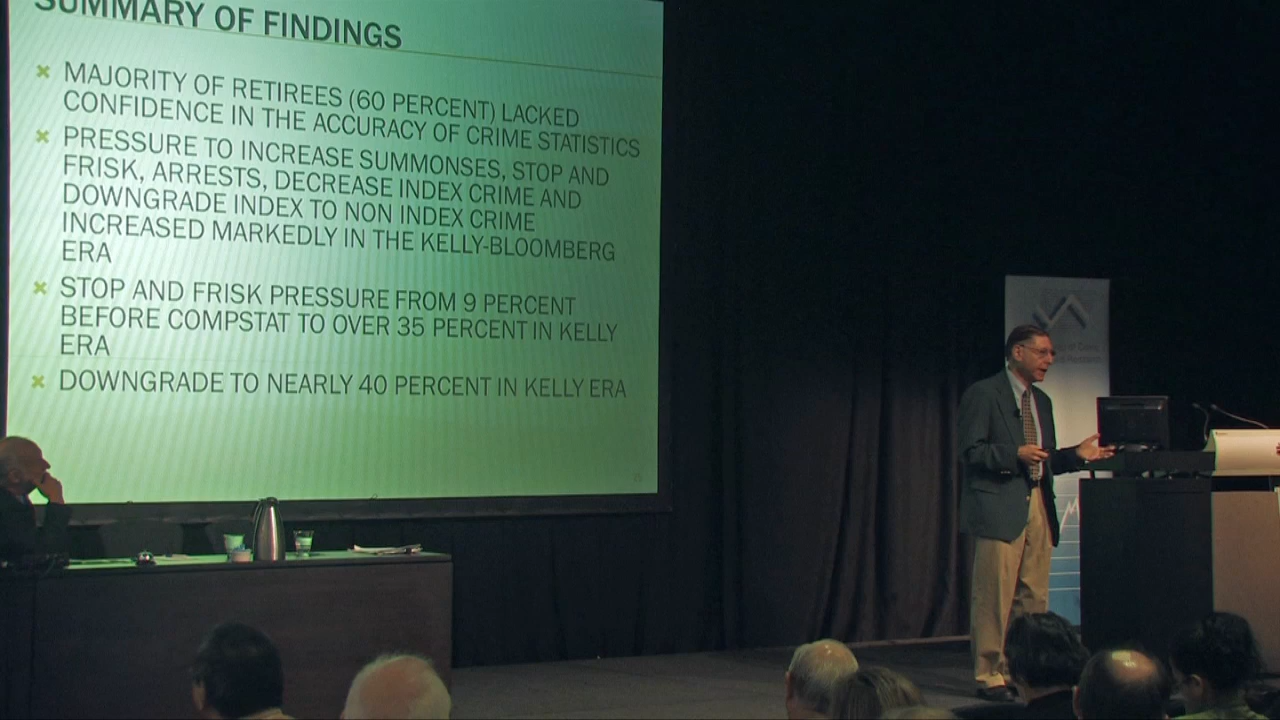 SUMMARY OF FINDINGS
MAJORITY OF RETIREES (60 PERCENT) LACKED
CONFIDENCE IN THE ACCURACY OF CRIME STATISTICS
PRESSURE TO INCREASE SUMMONSES, STOP AND
FRISK, ARRESTS, DECREASE INDEX CRIME AND
DOWNGRADE INDEX TO NON INDEX CRIME
INCREASED MARKEDLY IN THE KELLY-BLOOMBERG
ERA
STOP AND FRISK PRESSURE FROM 9 PERCENT
BEFORE COMPSTAT TO OVER 35 PERCENT IN KELLY
ERA
DOWNGRADE TO NEARLY 40 PERCENT IN KELLY ERA